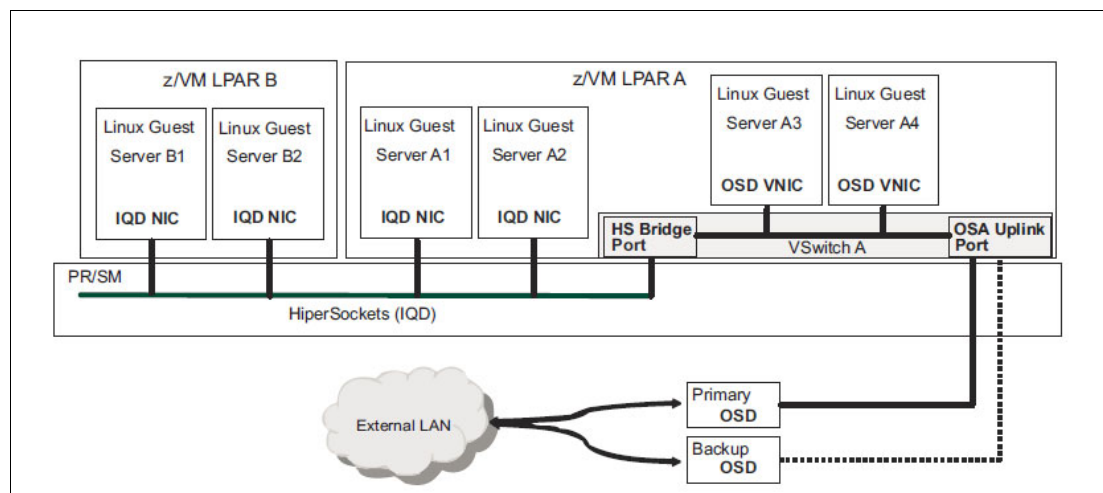 z/VM LPAR B
z/VM LPAR A
Linux Guest
Server B1
IQD NIC
Linux Guest
Server B2
IQD NIC
Linux Guest
Server A1
IQD NIC
Linux Guest
Server A2
IQD NIC
Linux Guest
Server A3
OSD VNIC
Linux Guest
Server A4
OSD VNIC
HS Bridge
Port
VSwitch A
OSA Uplink
Port
PR/SM
HiperSockets (IQD)
External LAN
Primary
OSD
Backup
OSD